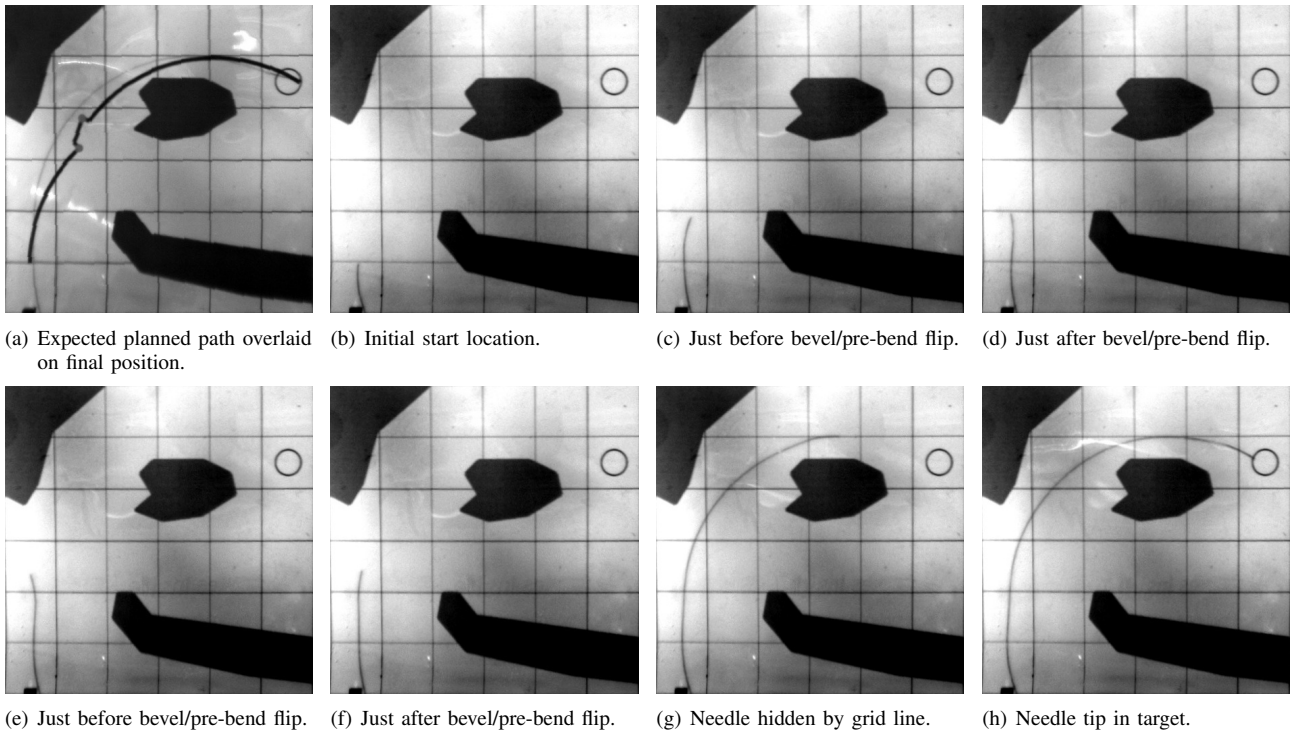 (a) Expected planned path overlaid
on final position.
(b) Initial start location.
(c) Just before bevel/pre-bend flip.
(d) Just after bevel/pre-bend flip.
(e) Just before bevel/pre-bend flip.
(f) Just after bevel/pre-bend flip.
(g) Needle hidden by grid line.
(h) Needle tip in target.